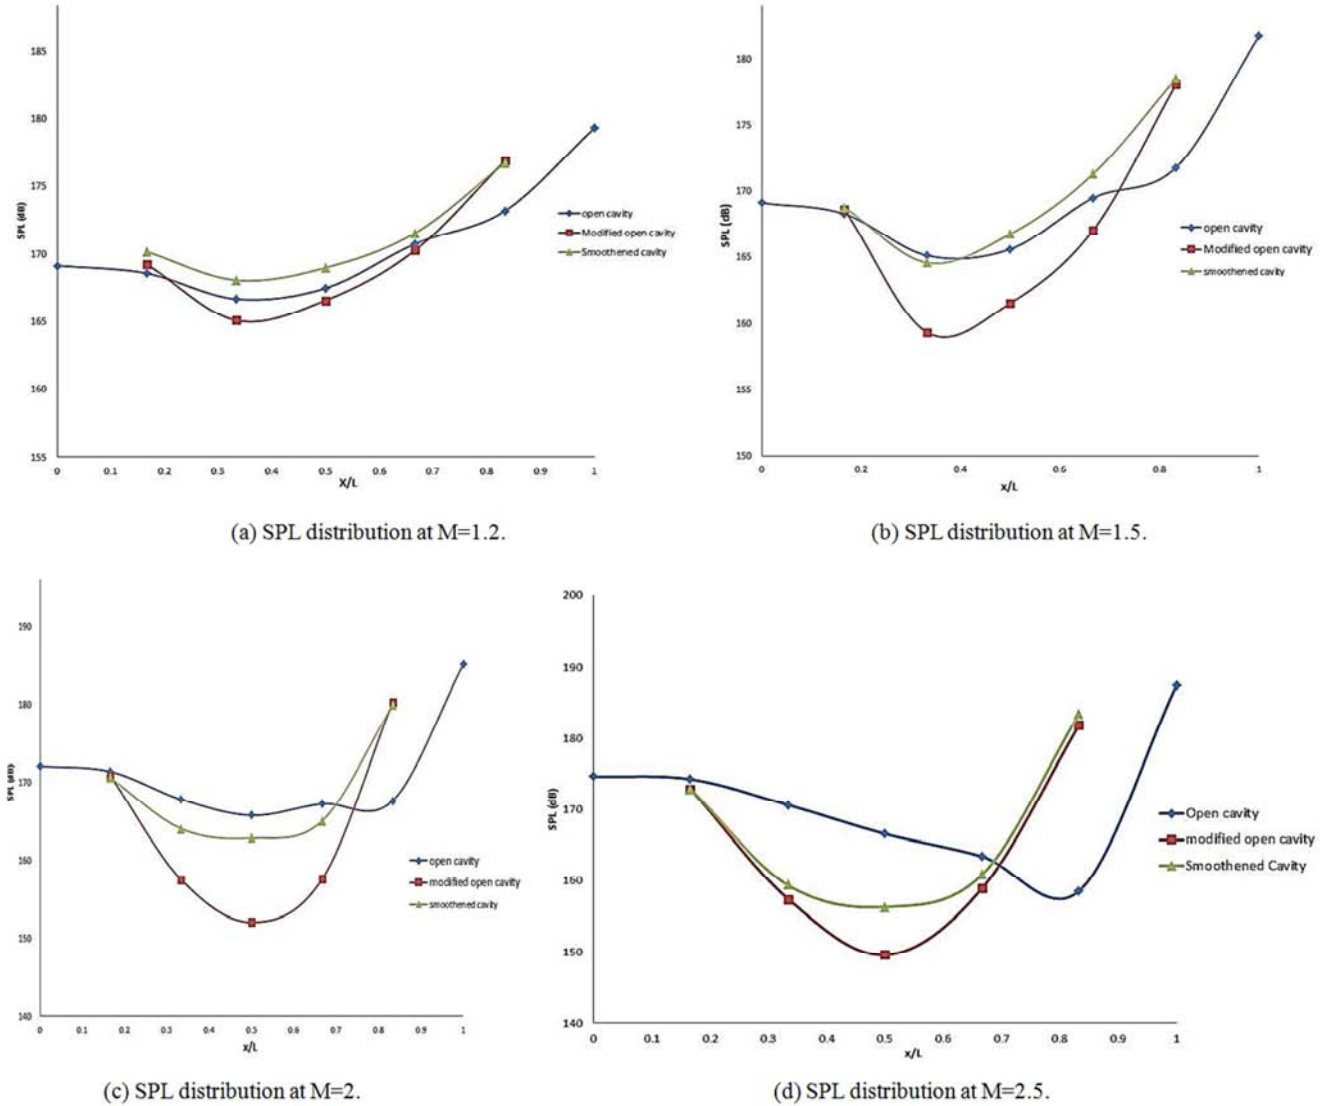 185
180
175
170
165
160
155
SPL (dB)
0 0.1 0.2 0.3 0.4 0.5 0.6 0.7 0.8 0.9 1
X/L
open cavity
Modified open cavity
Smoothened cavity
(a) SPL distribution at M=1.2.
180
175
170
165
160
155
150
SPL (dB)
0 0.2 0.4 0.6 0.8 1
x/L
open cavity
Modified open cavity
smoothened cavity
(b) SPL distribution at M=1.5.
190
180
170
160
150
140
SPL (dB)
0 0.1 0.2 0.3 0.4 0.5 0.6 0.7 0.8 0.9 1
x/L
open cavity
modified open cavity
smoothened cavity
(c) SPL distribution at M=2.
200
190
180
170
160
150
140
SPL (dB)
0 0.1 0.2 0.3 0.4 0.5 0.6 0.7 0.8 0.9 1
x/L
Open cavity
modified open cavity
Smoothened Cavity
(d) SPL distribution at M=2.5.